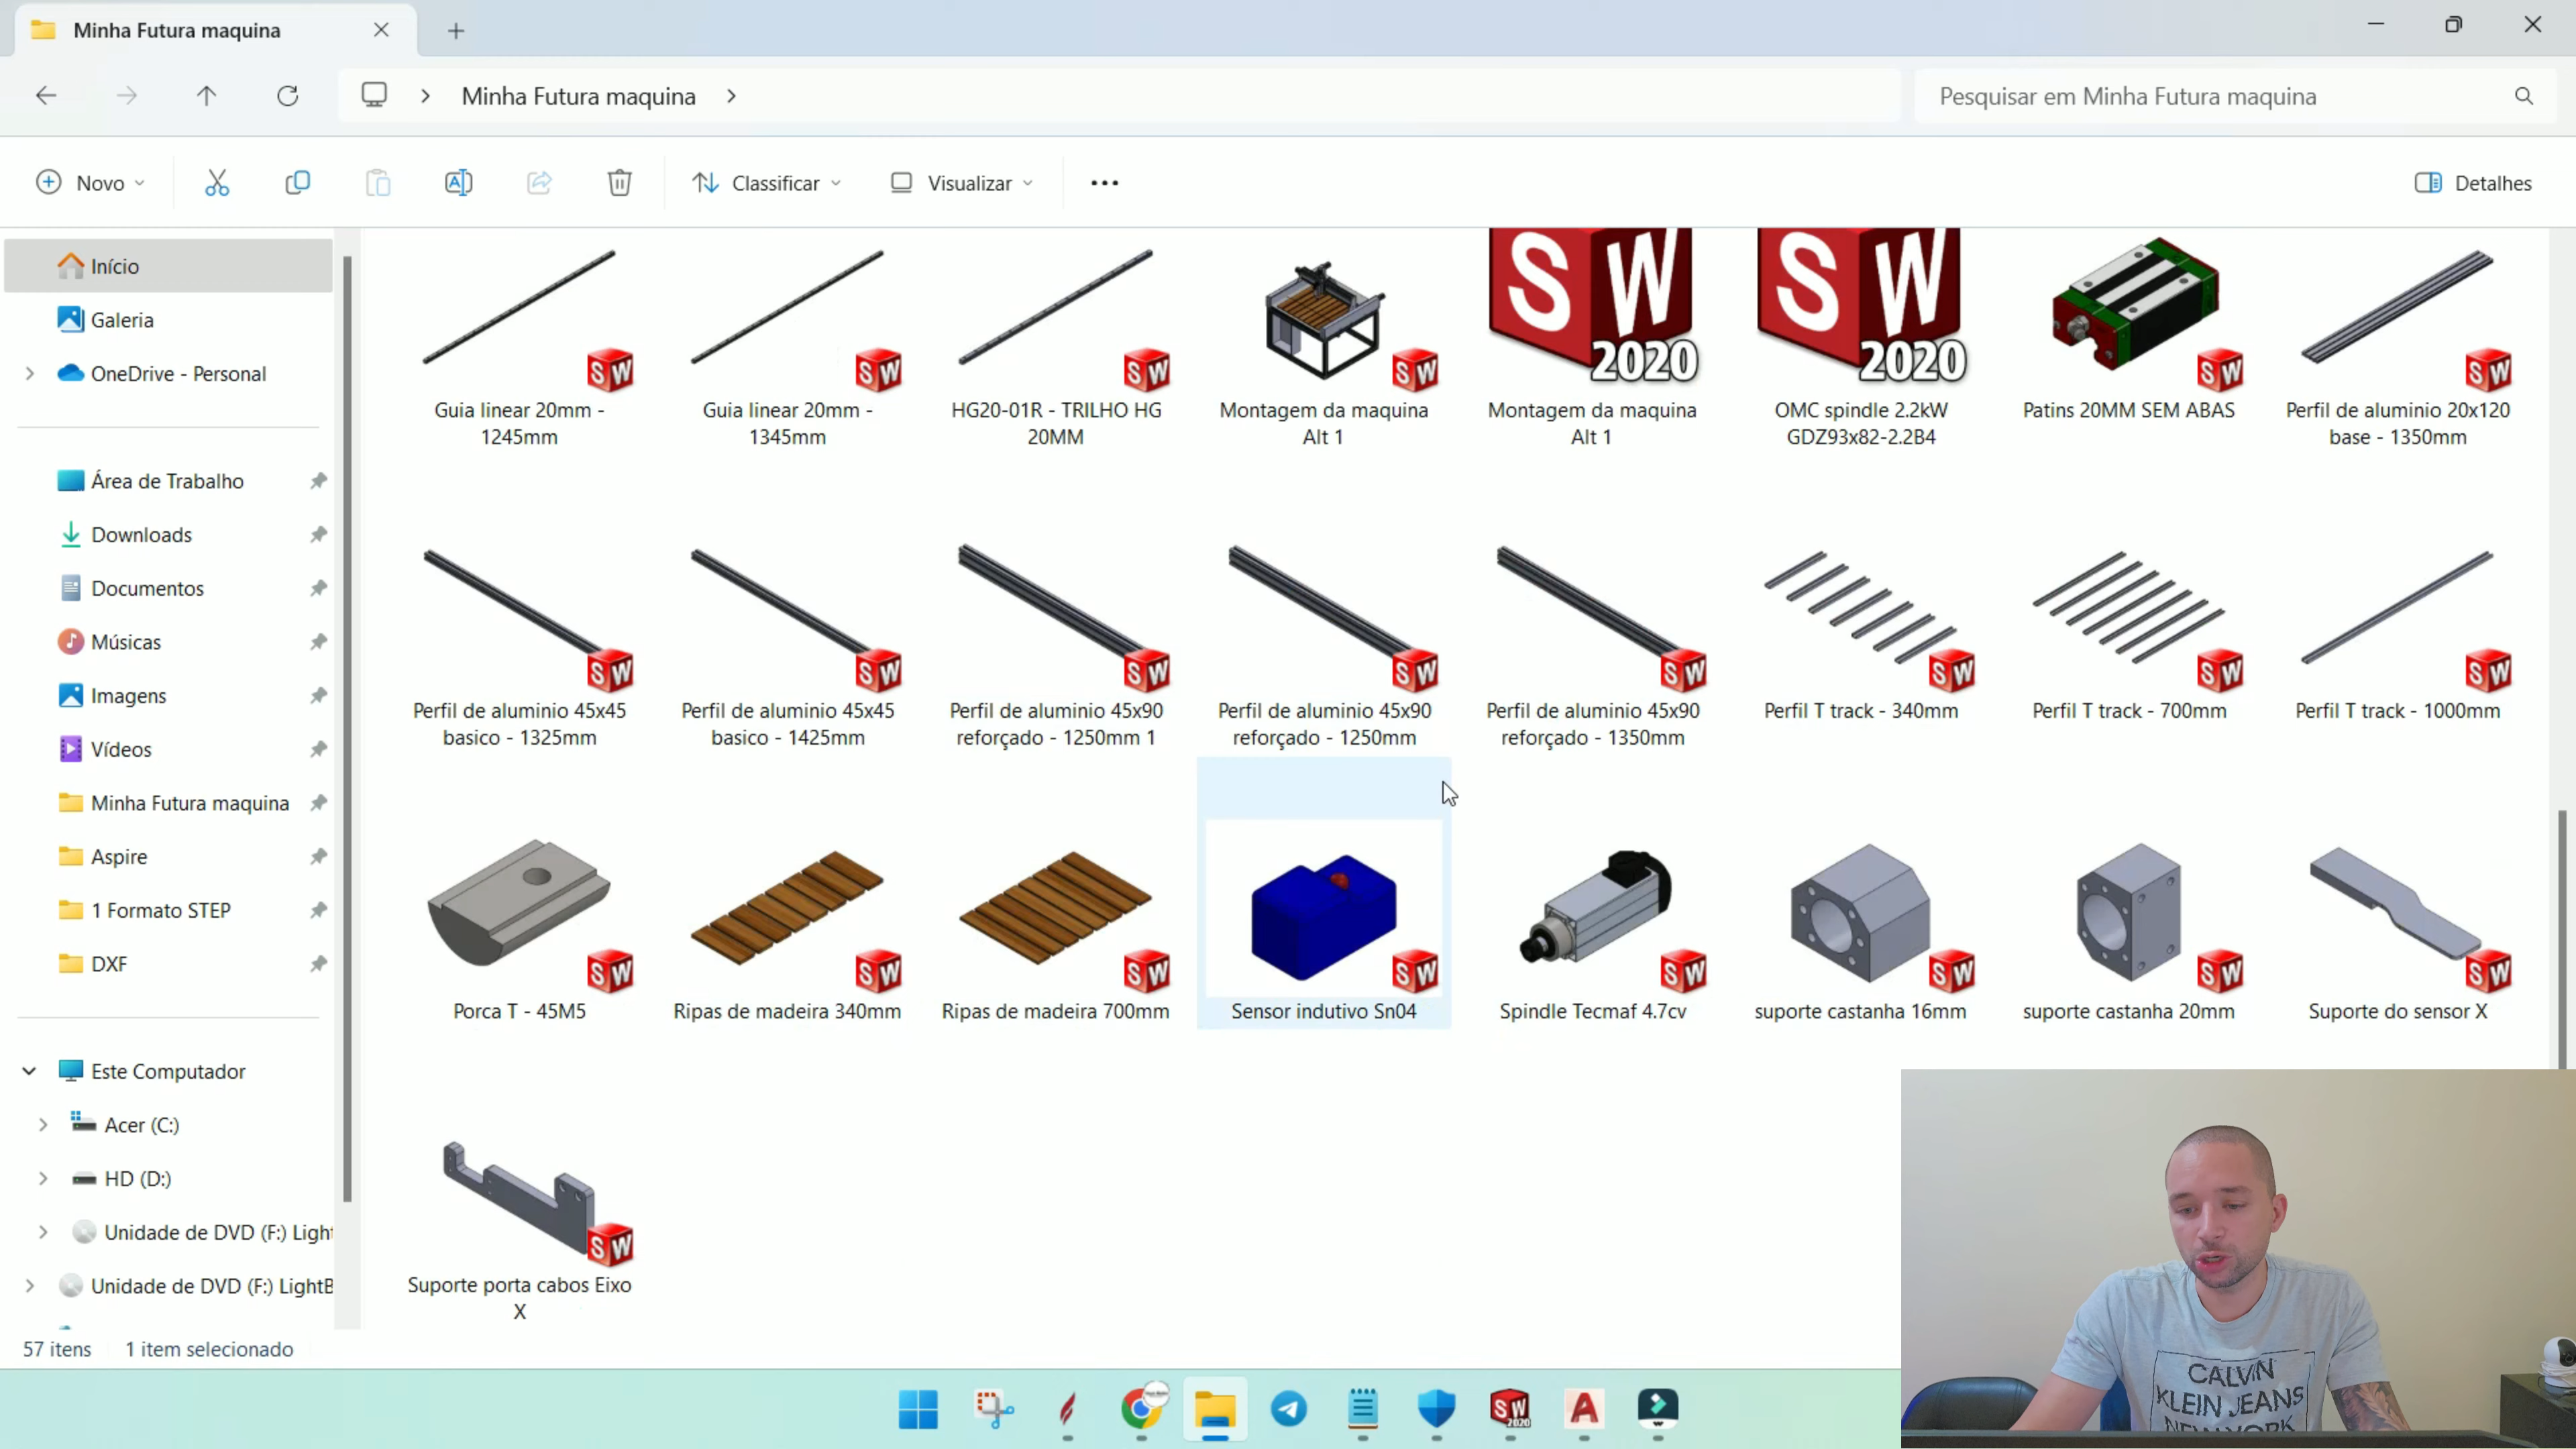 Minha Futura maquina
Minha Futura maquina
Pesquisar em Minha Futura maquina
Novo
Classificar
Visualizar
Detalhes
Início
Galeria
OneDrive - Personal
Área de Trabalho
Downloads
Documentos
Músicas
Imagens
Vídeos
Minha Futura maquina
Aspire
1 Formato STEP
DXF
Este Computador
Acer (C:)
HD (D:)
Unidade de DVD (F:) Light
Unidade de DVD (F:) LightB
57 itens
1 item selecionado
Guia linear 20mm -
1245mm
Guia linear 20mm -
1345mm
HG20-01R - TRILHO HG
20MM
Montagem da maquina
Alt 1
SW
2020
Montagem da maquina
Alt 1
SW
2020
OMC spindle 2.2kW
GDZ93x82-2.2B4
Patins 20MM SEM ABAS
Perfil de aluminio 20x120
base - 1350mm
Perfil de aluminio 45x45
basico - 1325mm
Perfil de aluminio 45x45
basico - 1425mm
Perfil de aluminio 45x90
reforçado - 1250mm 1
Perfil de aluminio 45x90
reforçado - 1250mm
Perfil de aluminio 45x90
reforçado - 1350mm
Perfil T track - 340mm
Perfil T track - 700mm
Perfil T track - 1000mm
Porca T - 45M5
Ripas de madeira 340mm
Ripas de madeira 700mm
Sensor indutivo Sn04
Spindle Tecmaf 4.7cv
suporte castanha 16mm
suporte castanha 20mm
Suporte do sensor X
Suporte porta cabos Eixo
X
CALVIN
KLEIN JEANS
NEW YORK